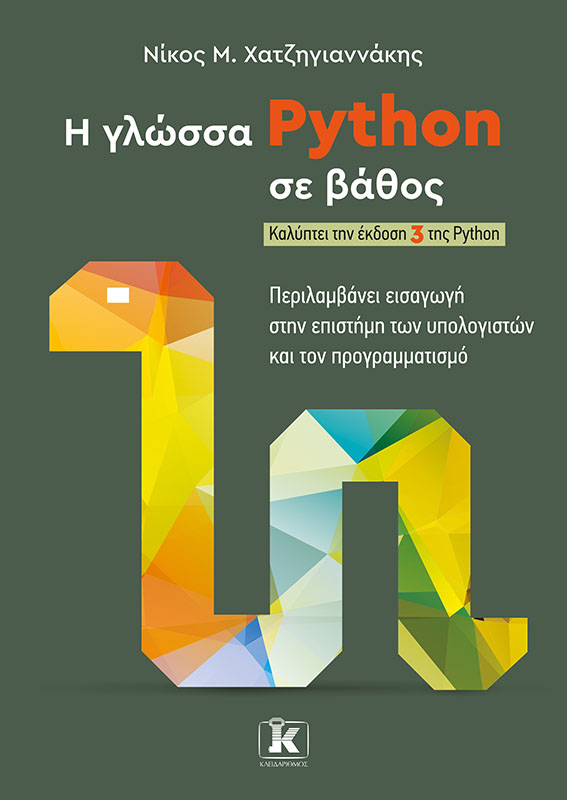 Νίκος Μ. Χατζηγιαννάκης
Η γλώσσα Python
σε βάθος
Καλύπτει την έκδοση 3 της Python
Περιλαμβάνει εισαγωγή
στην επιστήμη των υπολογιστών
και τον προγραμματισμό
Κ
ΚΛΕΙΔΑΡΙΘΜΟΣ